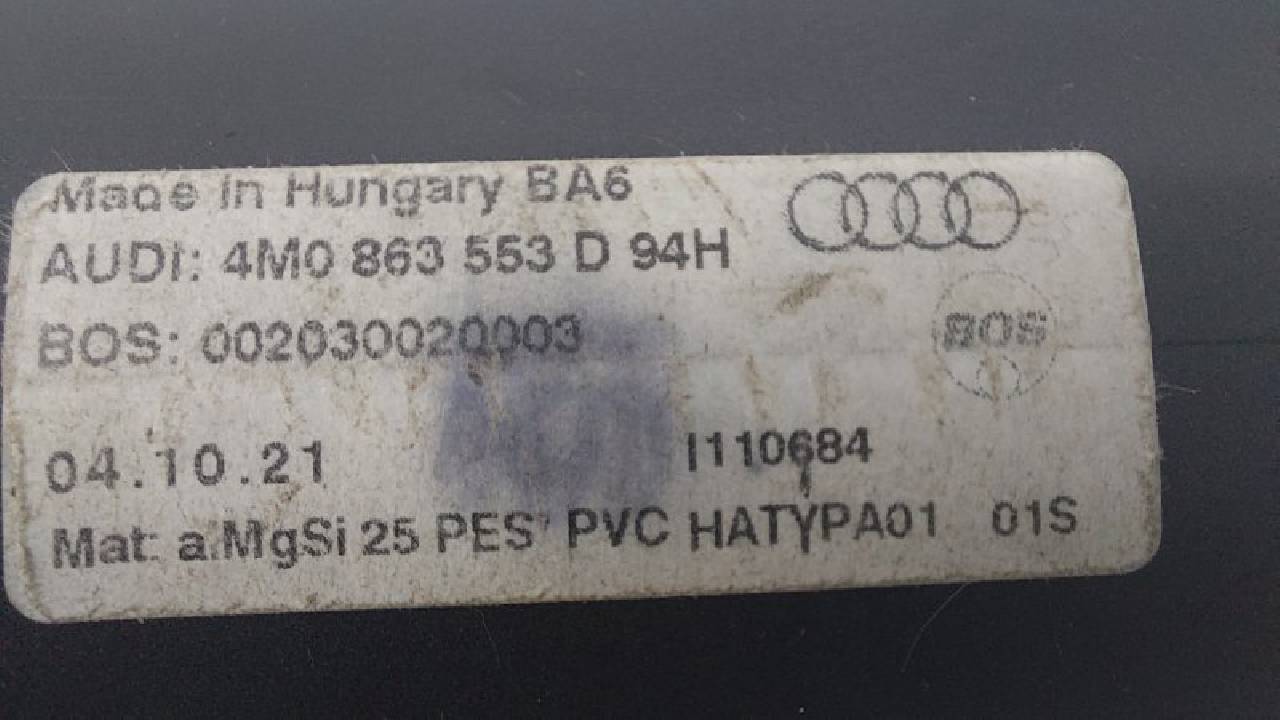 Made in Hungary BA6
AUDI: 4M0 863 553 D 94H
BOS: 002030020003
BOS
04.10.21 I110684
Mat: a.MgSi 25 PES PVC HATYPA01 01S